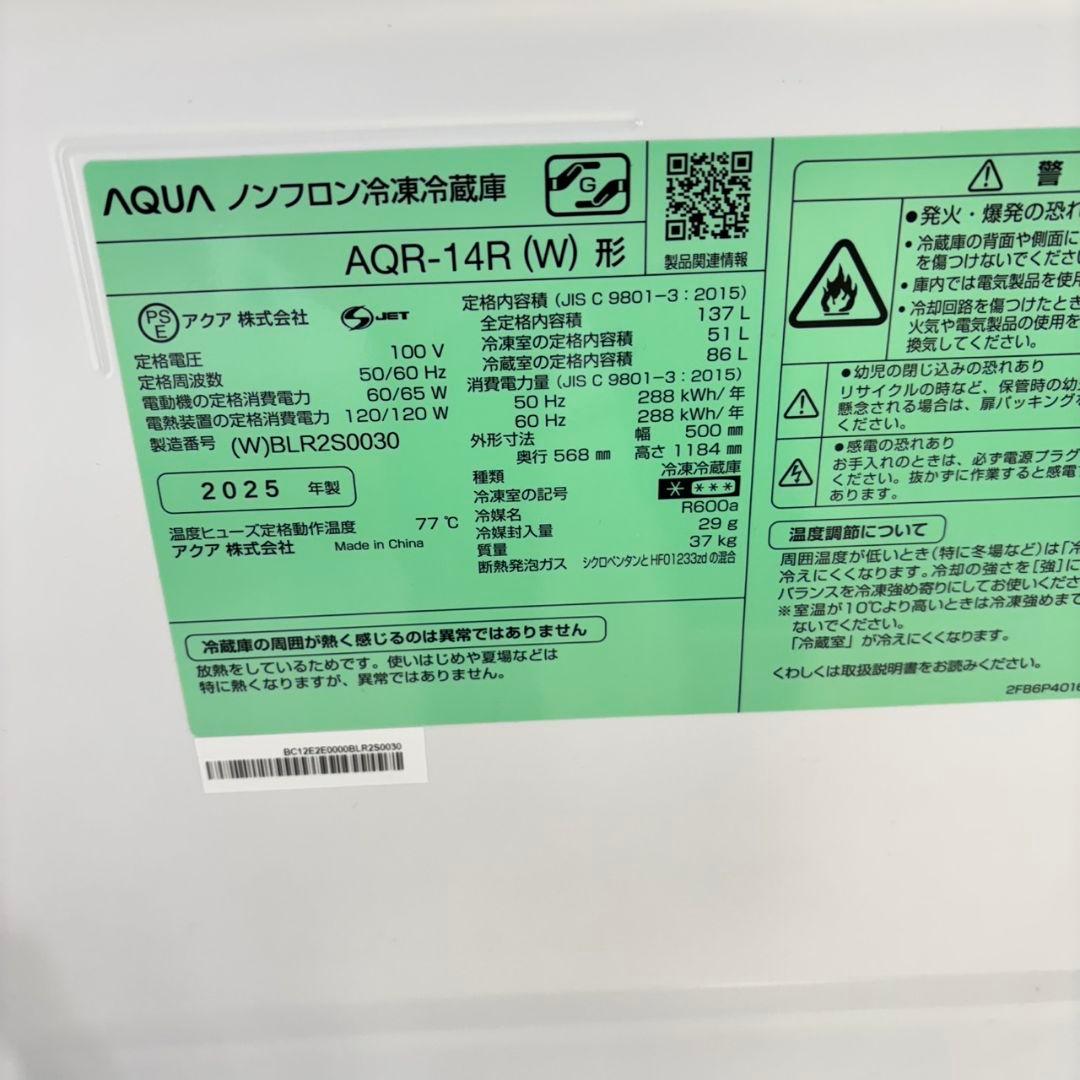 AQUA ノンフロン冷凍冷蔵庫
G
AQR-14R (W) 形
製品関連情報
PS
E
アクア 株式会社
S JET
定格電圧 100 V
定格周波数 50/60 Hz
電動機の定格消費電力 60/65 W
電熱装置の定格消費電力 120/120 W
製造番号 (W)BLR2S0030
2025 年製
温度ヒューズ定格動作温度 77 ℃
アクア 株式会社 Made in China
定格内容積 (JIS C 9801-3 : 2015)
全定格内容積 137 L
冷凍室の定格内容積 51 L
冷蔵室の定格内容積 86 L
消費電力量 (JIS C 9801-3 : 2015)
50 Hz 288 kWh/年
60 Hz 288 kWh/年
外形寸法 幅 500 mm
奥行 568 mm 高さ 1184 mm
種類 冷凍冷蔵庫
冷凍室の記号 * ***
冷媒名 R600a
冷媒封入量 29 g
質量 37 kg
断熱発泡ガス シクロペンタンとHFO1233zdの混合
冷蔵庫の周囲が熱く感じるのは異常ではありません
放熱をしているためです。使いはじめや夏場などは
特に熱くなりますが、異常ではありません。
警
●発火・爆発の恐れ
・冷蔵庫の背面や側面に
を傷つけないでくださ
・庫内では電気製品を使
・冷却回路を傷つけたとき
火気や電気製品の使用を
換気してください。
●幼児の閉じ込みの恐れあり
リサイクルの時など、保管時の幼
懸念される場合は、扉パッキング
ください。
●感電の恐れあり
お手入れのときは、必ず電源プラグ
ください。抜かずに作業すると感電
あります。
温度調節について
周囲温度が低いとき(特に冬場など)は「冷
冷えにくくなります。冷却の強さを[強]に
バランスを冷凍強め寄りにしてお使いくださ
※室温が10℃より高いときは冷凍強めまで
ないでください。
「冷蔵室」が冷えにくくなります。
くわしくは取扱説明書をお読みください。
2FB6P4016
BC12E2E0000BLR2S0030